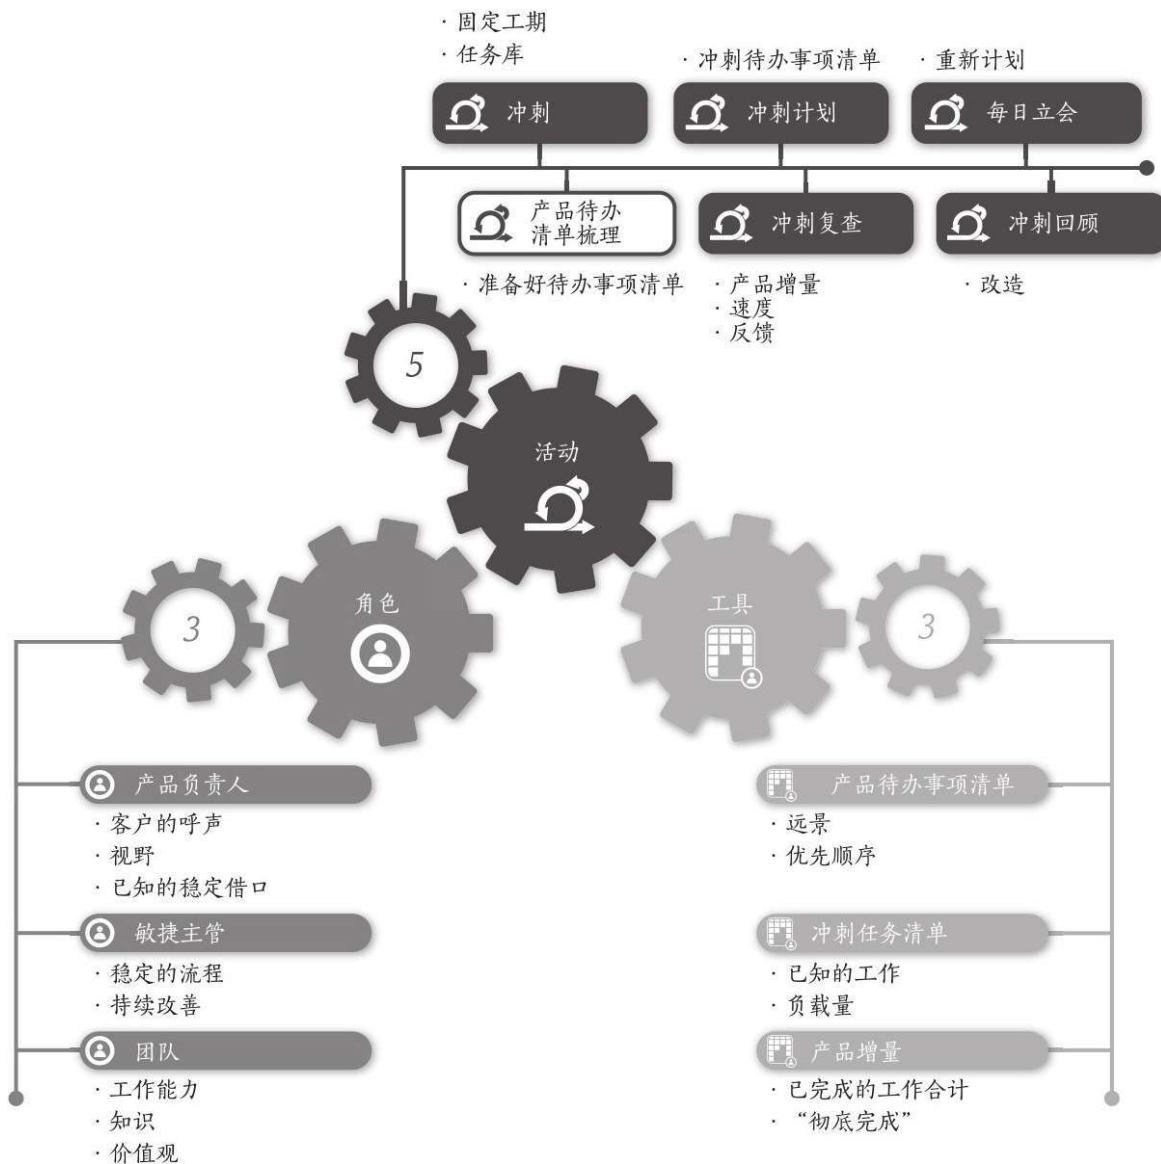 · 固定工期
· 任务库
· 冲刺待办事项清单
· 重新计划
冲刺
冲刺计划
每日立会
产品待办
清单梳理
冲刺复查
冲刺回顾
· 准备好待办事项清单
· 产品增量
· 速度
· 反馈
· 改造
5
活动
角色
工具
3
3
产品负责人
· 客户的呼声
· 视野
· 已知的稳定借口
敏捷主管
· 稳定的流程
· 持续改善
团队
· 工作能力
· 知识
· 价值观
产品待办事项清单
· 远景
· 优先顺序
冲刺任务清单
· 已知的工作
· 负载量
产品增量
· 已完成的工作合计
· “彻底完成”